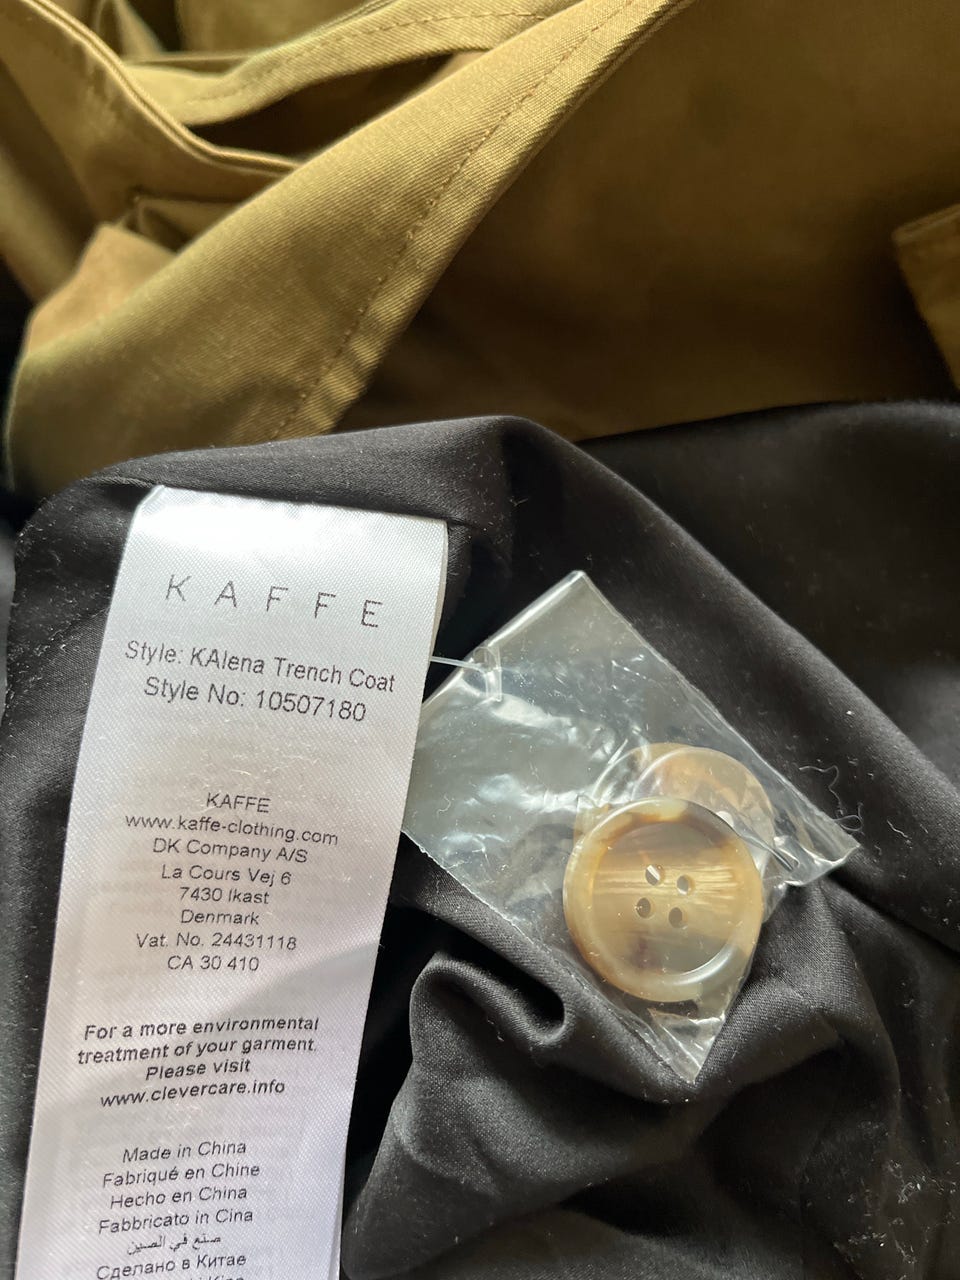 KAFFE
Style: KAlena Trench Coat
Style No: 10507180
KAFFE
www.kaffe-clothing.com
DK Company A/S
La Cours Vej 6
7430 Ikast
Denmark
Vat. No. 24431118
CA 30 410
For a more environmental
treatment of your garment.
Please visit
www.clevercare.info
Made in China
Fabriqué en Chine
Hecho en China
Fabbricato in Cina
صنع في الصين
Сделано в Китае